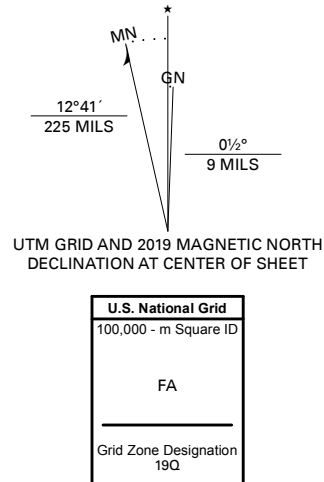 ★
MN
GN
12°41´
225 MILS
0½°
9 MILS
UTM GRID AND 2019 MAGNETIC NORTH
DECLINATION AT CENTER OF SHEET
U.S. National Grid
100,000 - m Square ID
FA
Grid Zone Designation
19Q